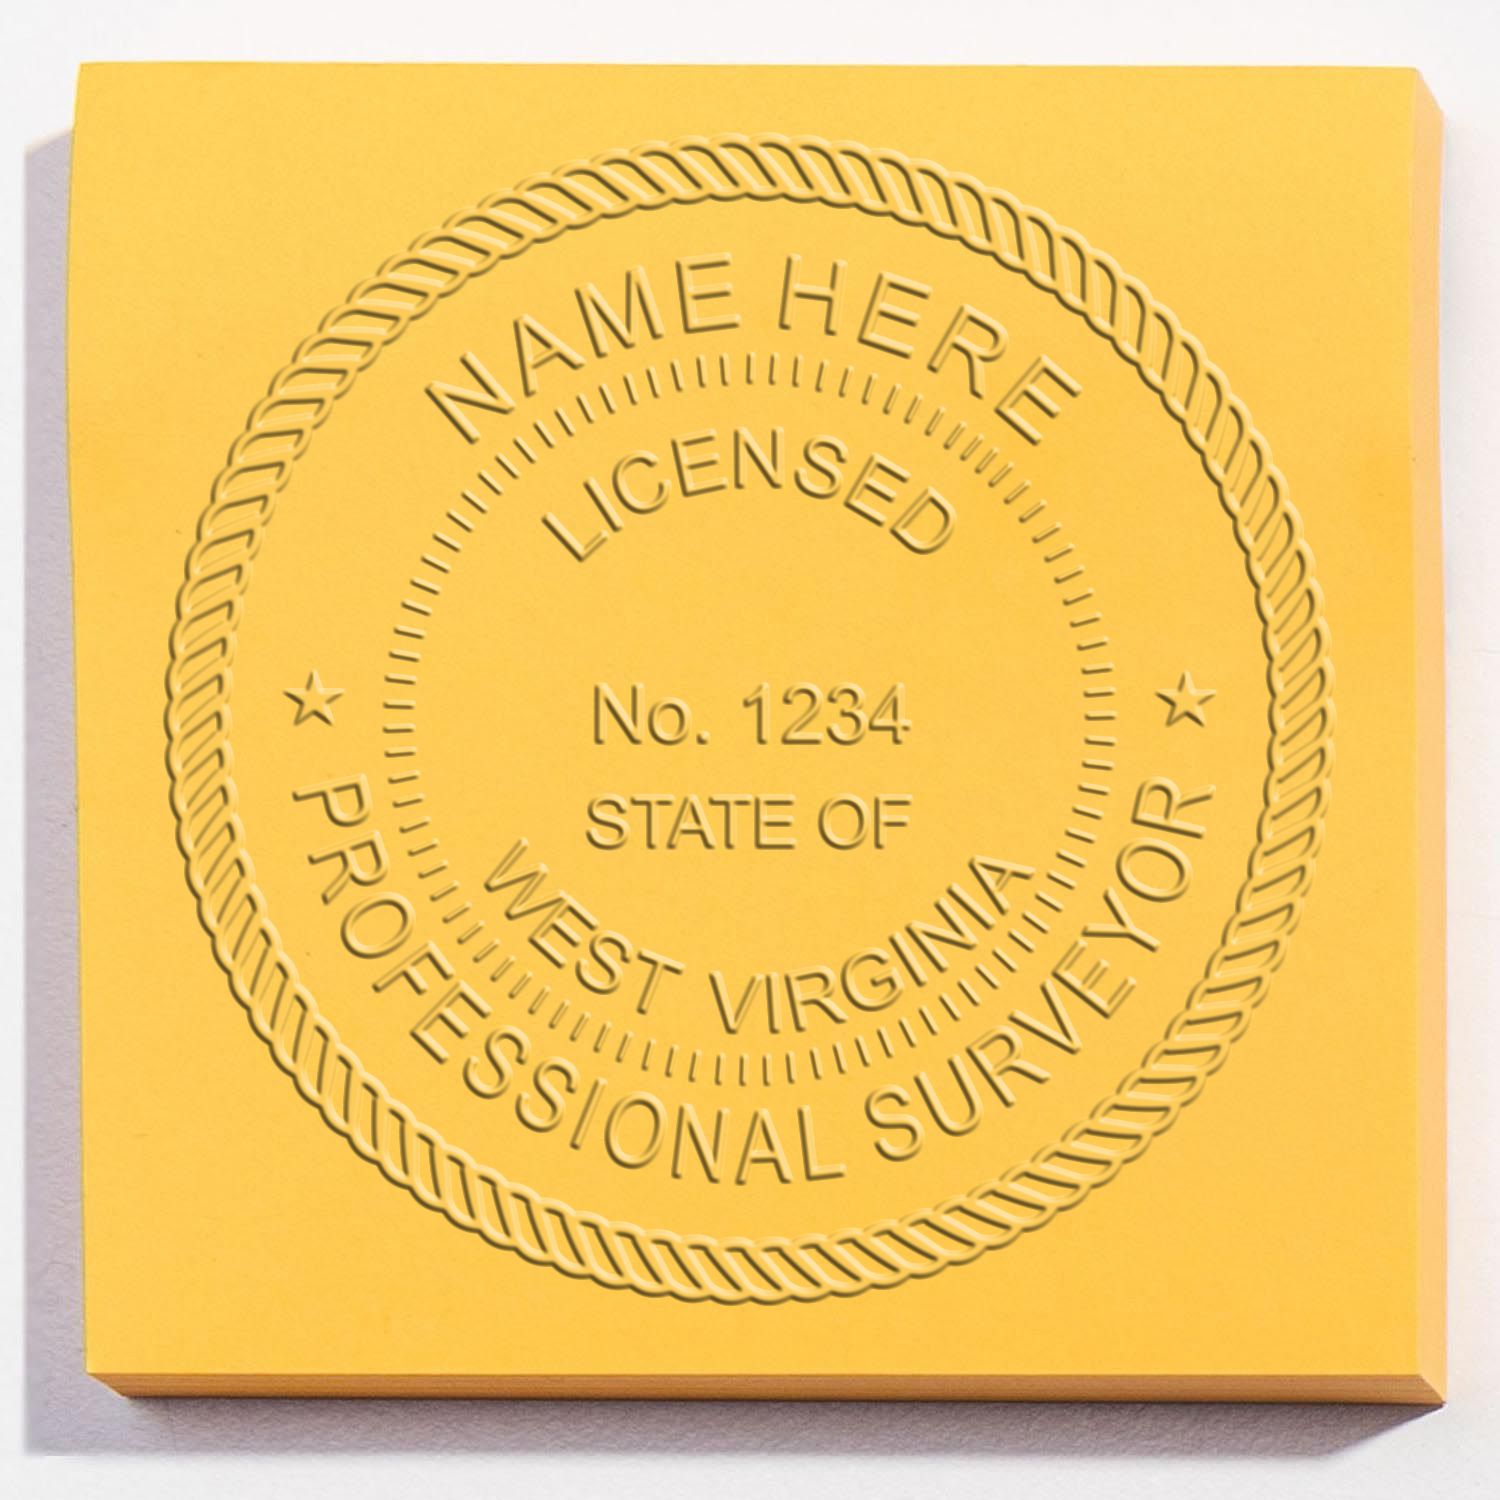 NAME HERE
LICENSED
No. 1234
STATE OF
WEST VIRGINIA
PROFESSIONAL SURVEYOR